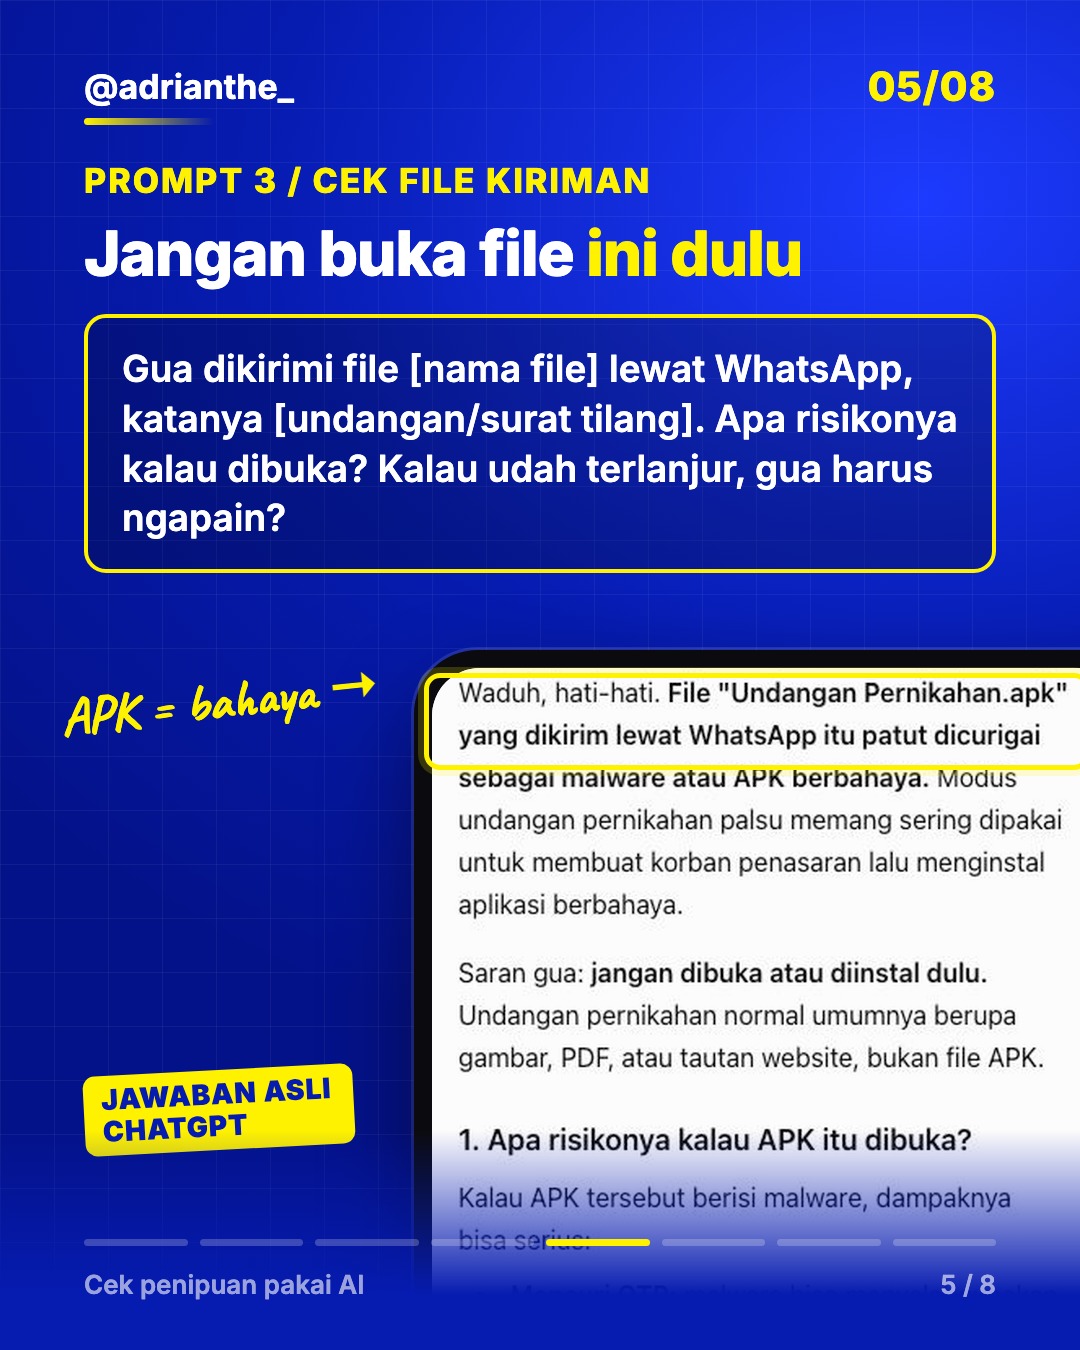 @adrianthe_
05/08
PROMPT 3 / CEK FILE KIRIMAN
Jangan buka file ini dulu
Gua dikirimi file [nama file] lewat WhatsApp,
katanya [undangan/surat tilang]. Apa risikonya
kalau dibuka? Kalau udah terlanjur, gua harus
ngapain?
APK = bahaya →
Waduh, hati-hati. File "Undangan Pernikahan.apk"
yang dikirim lewat WhatsApp itu patut dicurigai
sebagai malware atau APK berbahaya. Modus
undangan pernikahan palsu memang sering dipakai
untuk membuat korban penasaran lalu menginstal
aplikasi berbahaya.
Saran gua: jangan dibuka atau diinstal dulu.
Undangan pernikahan normal umumnya berupa
gambar, PDF, atau tautan website, bukan file APK.
JAWABAN ASLI
CHATGPT
1. Apa risikonya kalau APK itu dibuka?
Kalau APK tersebut berisi malware, dampaknya
bisa serius:
Cek penipuan pakai AI
5 / 8